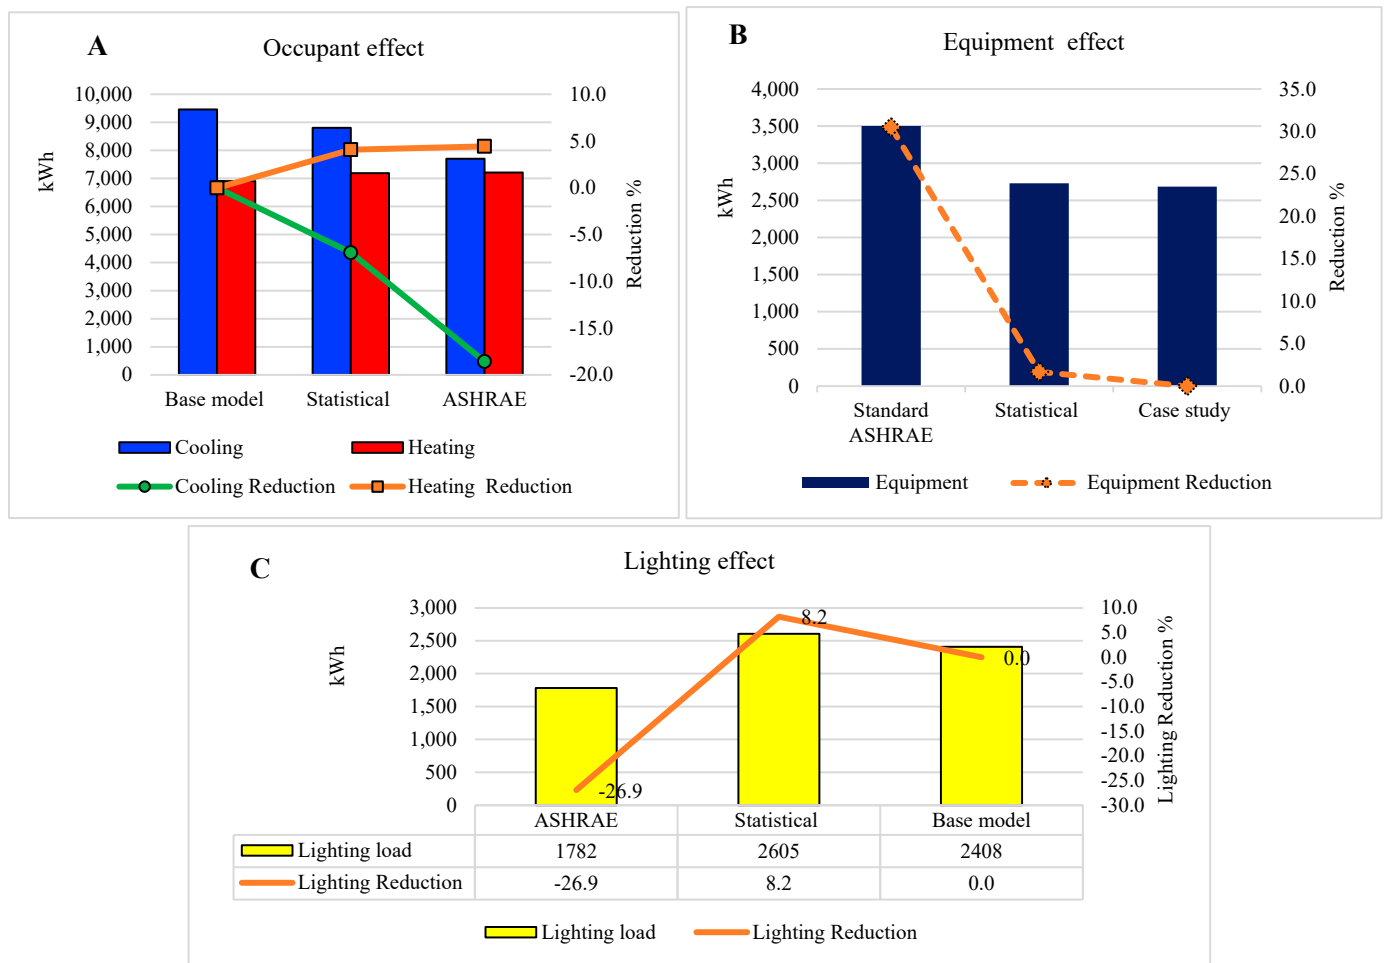 A
Occupant effect
kWh
10,000
9,000
8,000
7,000
6,000
5,000
4,000
3,000
2,000
1,000
0
10.0
5.0
0.0
-5.0
-10.0
-15.0
-20.0
Reduction %
Base model Statistical ASHRAE
Cooling Heating
Cooling Reduction Heating Reduction
B
Equipment effect
kWh
4,000
3,500
3,000
2,500
2,000
1,500
1,000
500
0
35.0
30.0
25.0
20.0
15.0
10.0
5.0
0.0
Reduction %
Standard ASHRAE
Statistical
Case study
Equipment Equipment Reduction
C
Lighting effect
kWh
3,000
2,500
2,000
1,500
1,000
500
0
-26.9
8.2
0.0
10.0
5.0
0.0
-5.0
-10.0
-15.0
-20.0
-25.0
-30.0
Lighting Reduction %
ASHRAE Statistical Base model
Lighting load 1782 2605 2408
Lighting Reduction -26.9 8.2 0.0
Lighting load Lighting Reduction